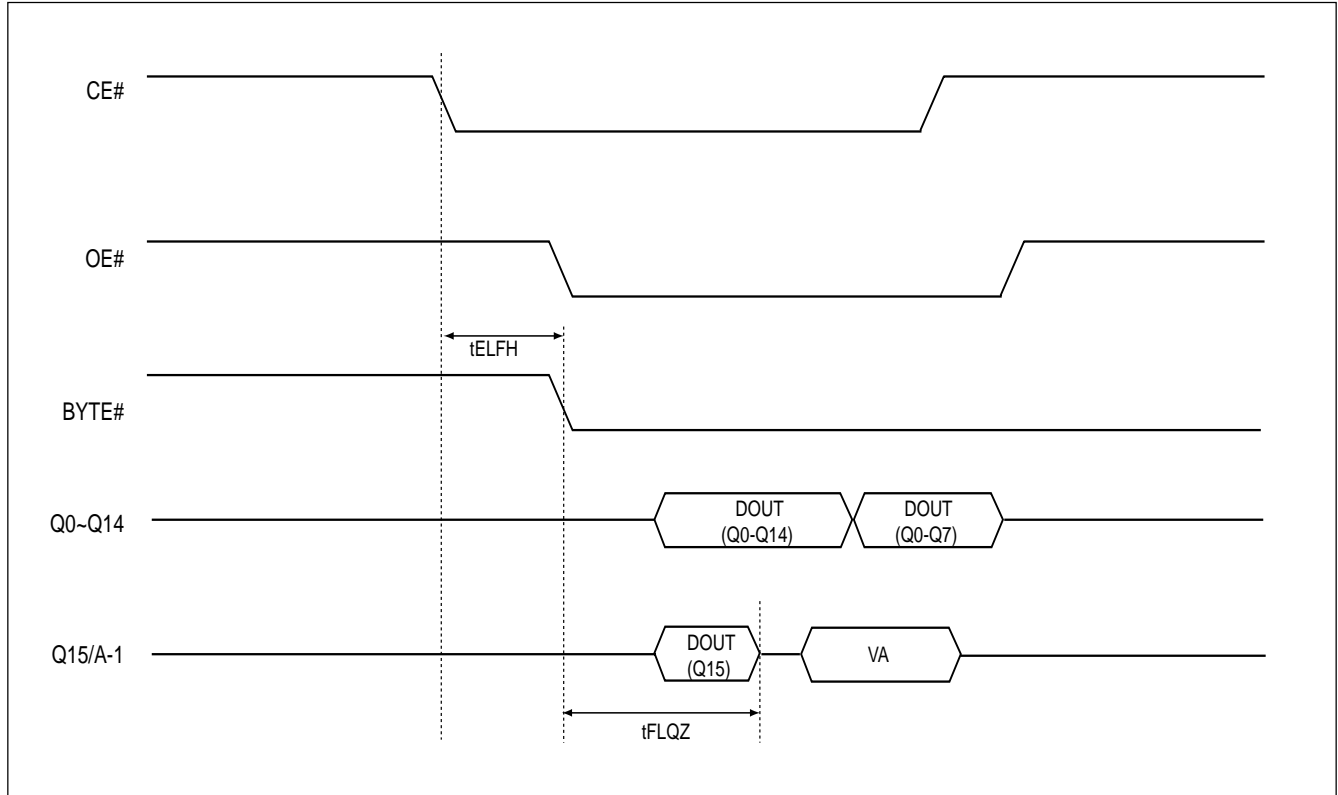 CE#
OE#
tELFH
BYTE#
Q0~Q14
DOUT
(Q0-Q14)
DOUT
(Q0-Q7)
Q15/A-1
DOUT
(Q15)
VA
tFLQZ